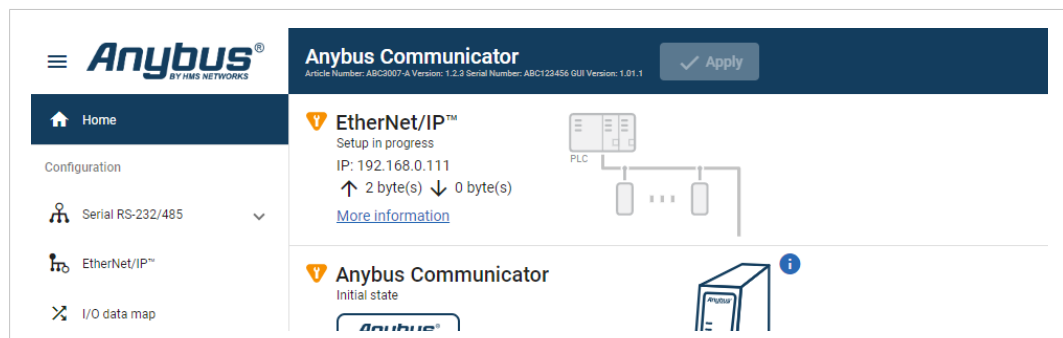 Anybus®
BY HMS NETWORKS
Anybus Communicator
Article Number: ABC3007-A Version: 1.2.3 Serial Number: ABC123456 GUI Version: 1.01.1
Apply
Home
Configuration
Serial RS-232/485
EtherNet/IP™
I/O data map
EtherNet/IP™
Setup in progress
IP: 192.168.0.111
↑ 2 byte(s) ↓ 0 byte(s)
More information
PLC
Anybus Communicator
Initial state
Anybus®
Anybus